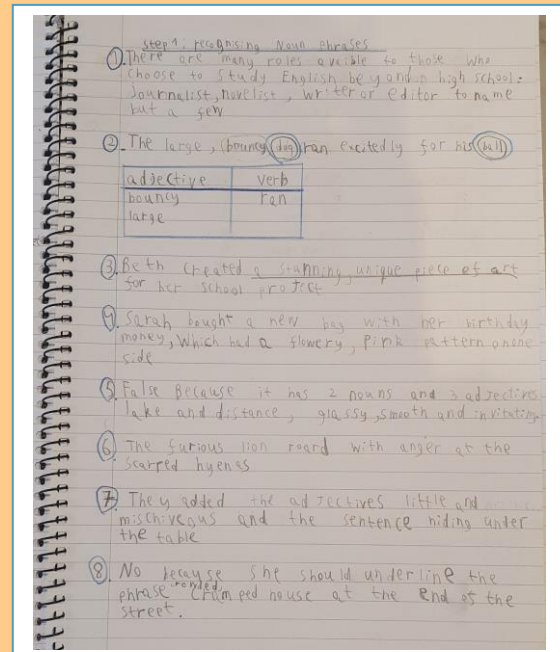 step 1: recognising Noun phrases
1. There are many roles avaible to those who
choose to study English beyond high school:
Journalist, novelist, writer or editor to name
but a few
2. The large, bouncy dog ran excitedly for his ball
adjective verb
bouncy ran
large
3. Beth created a stanning, unique piece of art
for her school project
4. Sarah bought a new bag with her birthday
money, which had a flowery, pink pattern on one
side
5. False Because it has 2 nouns and 3 adjectives
lake and distance, glassy, smooth and invitating
6. The furious lion roard with anger at the
scarred hyenas
7. They added the adjectives little and
mischiveous and the sentence hiding under
the table
8. No because she should underline the
phrase cramped house at the end of the
street.